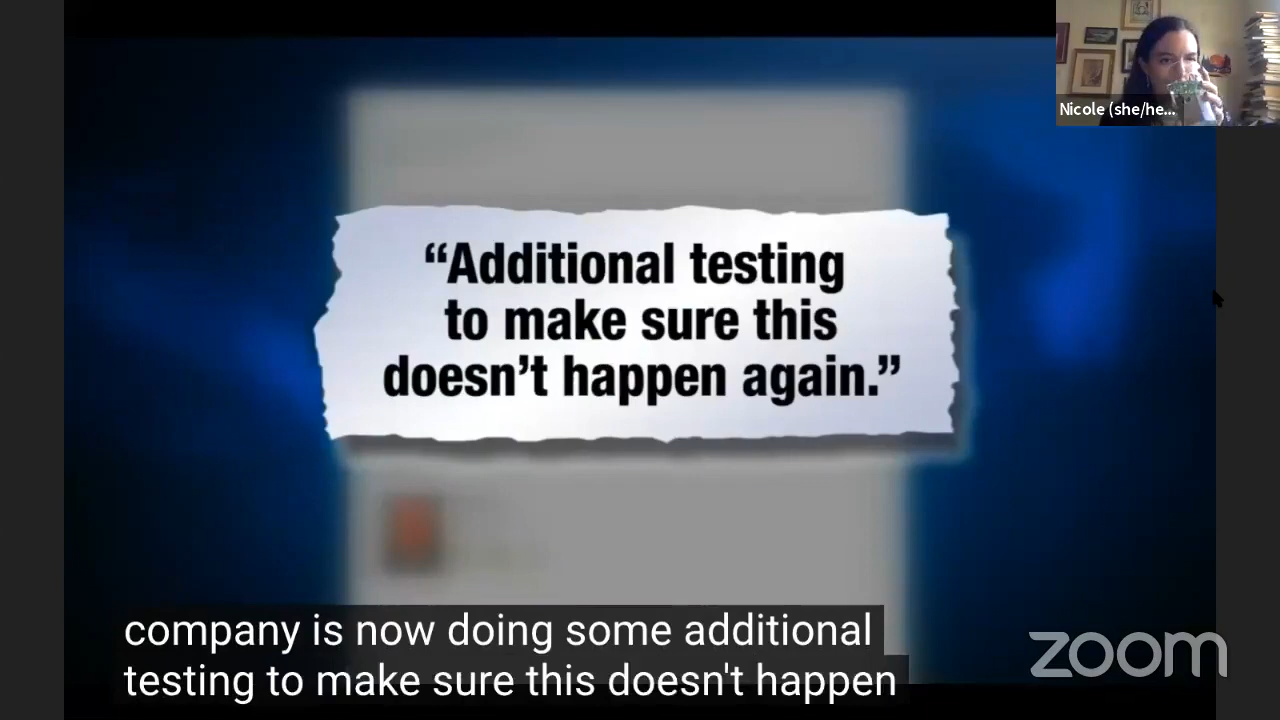 Nicole (she/he...
“Additional testing
to make sure this
doesn’t happen again.”
company is now doing some additional
testing to make sure this doesn't happen
zoom